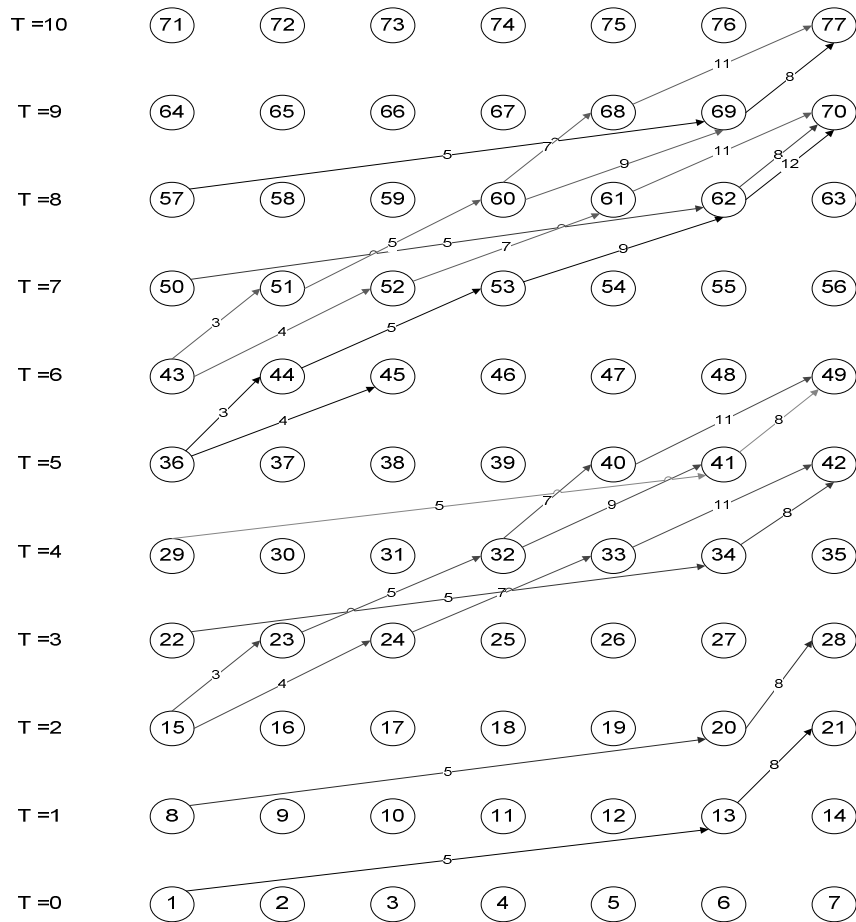 T =10 71 72 73 74 75 76 77
11
8
T =9 64 65 66 67 68 69 70
5 7 9 11 8
12
T =8 57 58 59 60 61 62 63
5 5 7 9
T =7 50 51 52 53 54 55 56
3 4 5
T =6 43 44 45 46 47 48 49
3 4 11 8
T =5 36 37 38 39 40 41 42
5 7 9 11 8
T =4 29 30 31 32 33 34 35
5 5 7
T =3 22 23 24 25 26 27 28
3 4 8
T =2 15 16 17 18 19 20 21
5 8
T =1 8 9 10 11 12 13 14
5
T =0 1 2 3 4 5 6 7